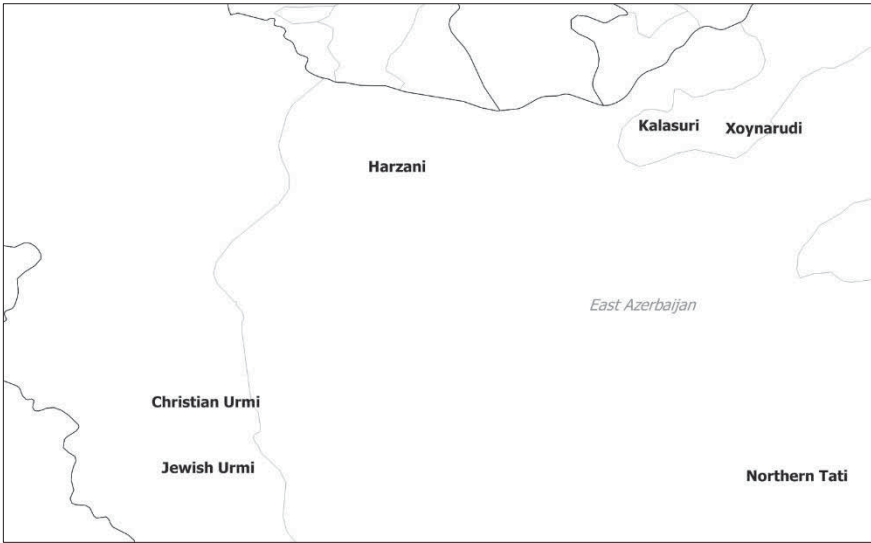 Kalasuri
Xoynarudi
Harzani
East Azerbaijan
Christian Urmi
Jewish Urmi
Northern Tati